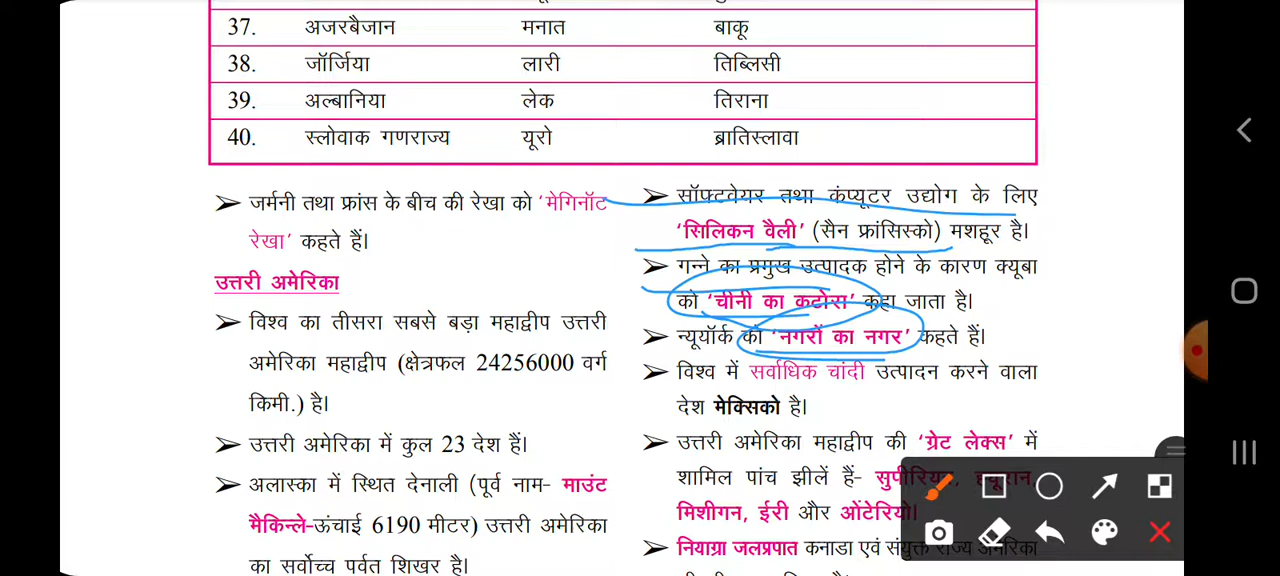 37. अजरबैजान मनात बाकू
38. जॉर्जिया लारी तिब्लिसी
39. अल्बानिया लेक तिराना
40. स्लोवाक गणराज्य यूरो ब्रातिस्लावा
➢ जर्मनी तथा फ्रांस के बीच की रेखा को ‘मेगिनॉट
रेखा’ कहते हैं।
उत्तरी अमेरिका
➢ विश्व का तीसरा सबसे बड़ा महाद्वीप उत्तरी
अमेरिका महाद्वीप (क्षेत्रफल 24256000 वर्ग
किमी.) है।
➢ उत्तरी अमेरिका में कुल 23 देश हैं।
➢ अलास्का में स्थित देनाली (पूर्व नाम- माउंट
मैकिन्ले-ऊंचाई 6190 मीटर) उत्तरी अमेरिका
का सर्वोच्च पर्वत शिखर है।
➢ सॉफ्टवेयर तथा कंप्यूटर उद्योग के लिए
‘सिलिकन वैली’ (सैन फ्रांसिस्को) मशहूर है।
➢ गन्ने का प्रमुख उत्पादक होने के कारण क्यूबा
को ‘चीनी का कटोरा’ कहा जाता है।
➢ न्यूयॉर्क को ‘नगरों का नगर’ कहते हैं।
➢ विश्व में सर्वाधिक चांदी उत्पादन करने वाला
देश मेक्सिको है।
➢ उत्तरी अमेरिका महाद्वीप की ‘ग्रेट लेक्स’ में
शामिल पांच झीलें हैं- सुपीरियर, ह्यूरान,
मिशीगन, ईरी और ओंटेरियो।
➢ नियाग्रा जलप्रपात कनाडा एवं संयुक्त राज्य अमेरिका